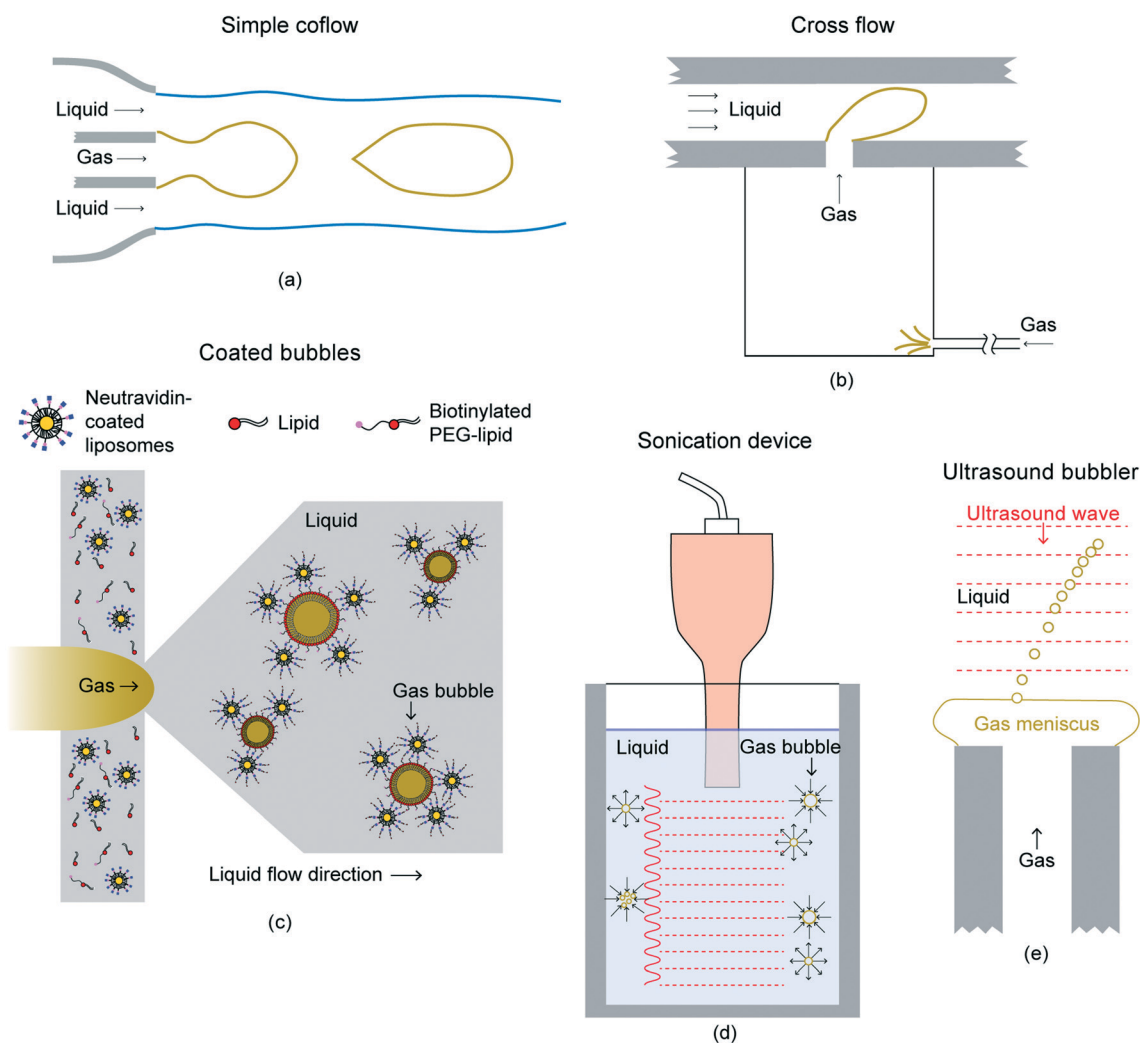 Simple coflow
Liquid
Gas
Liquid
(a)
Cross flow
Liquid
Gas
Gas
(b)
Coated bubbles
Neutravidin-
coated
liposomes
Lipid
Biotinylated
PEG-lipid
Liquid
Gas
Gas bubble
Liquid flow direction
(c)
Sonication device
Liquid
Gas bubble
(d)
Ultrasound bubbler
Ultrasound wave
Liquid
Gas meniscus
Gas
(e)